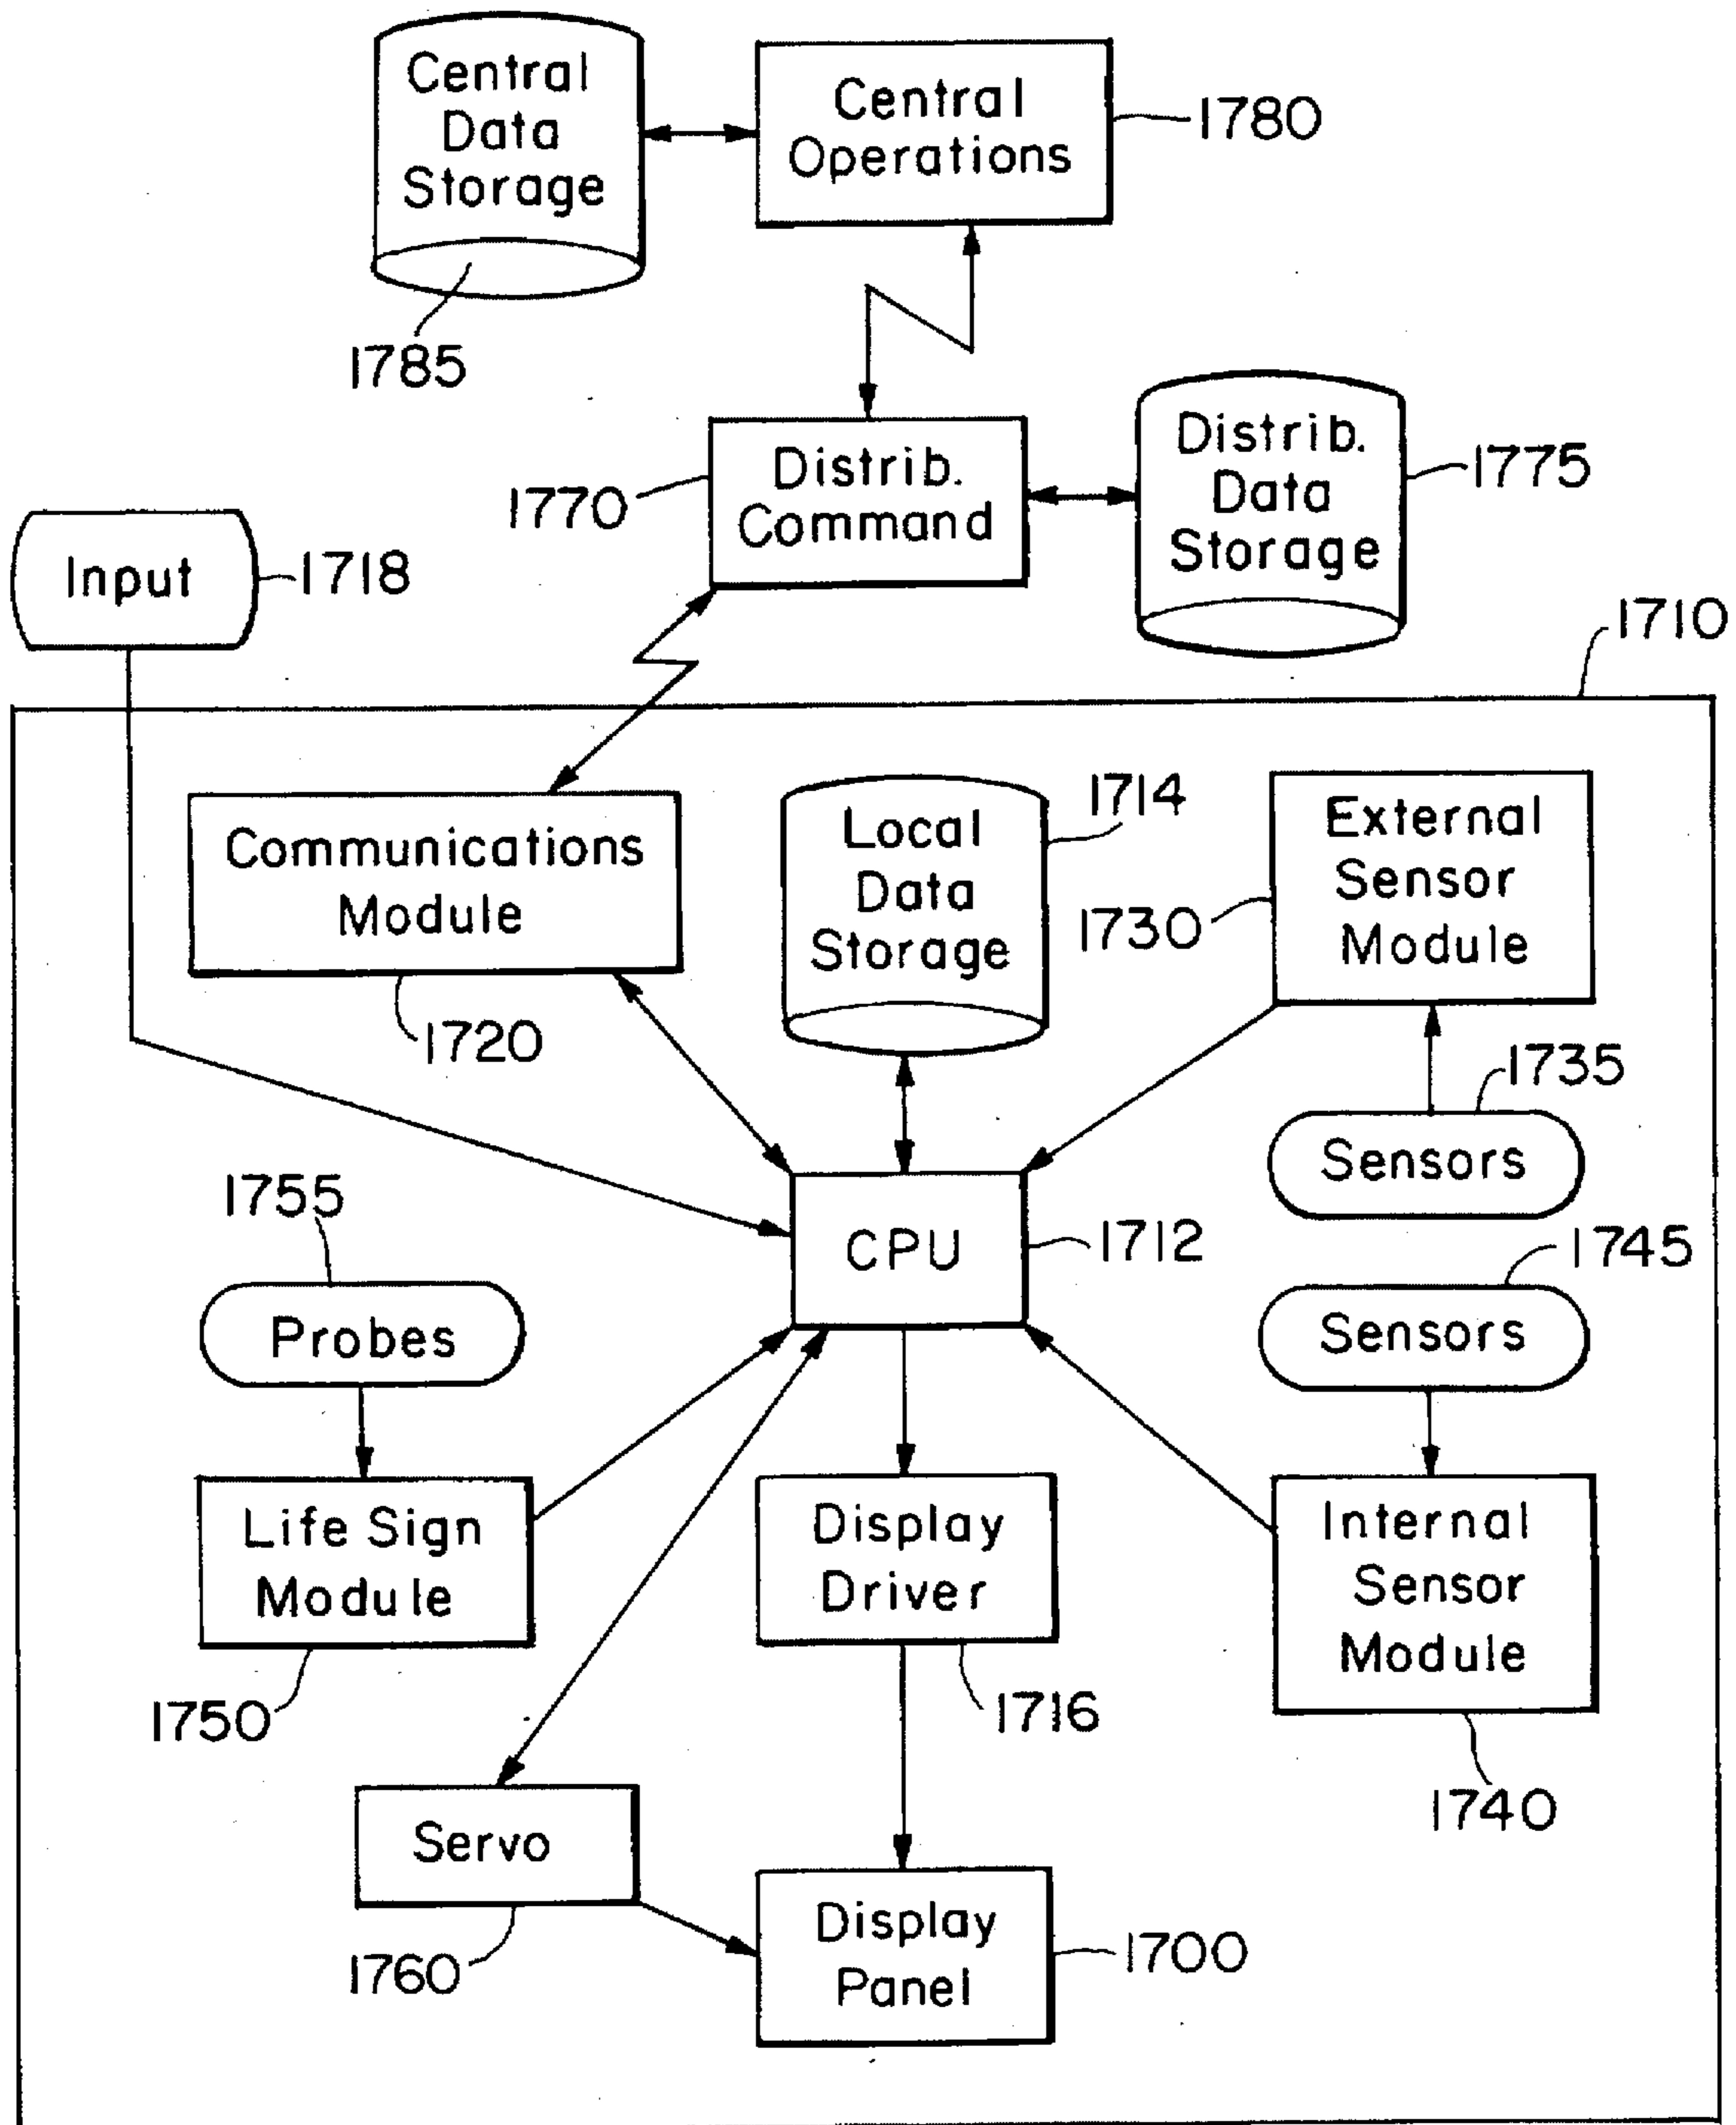 Central
Data
Storage
Central
Operations
1780
1785
Distrib.
Command
1770
Distrib.
Data
Storage
1775
Input
1718
1710
Communications
Module
1720
Local
Data
Storage
1714
External
Sensor
Module
1730
1735
Sensors
1755
Probes
CPU
1712
1745
Sensors
Life Sign
Module
1750
Display
Driver
1716
Internal
Sensor
Module
1740
Servo
1760
Display
Panel
1700